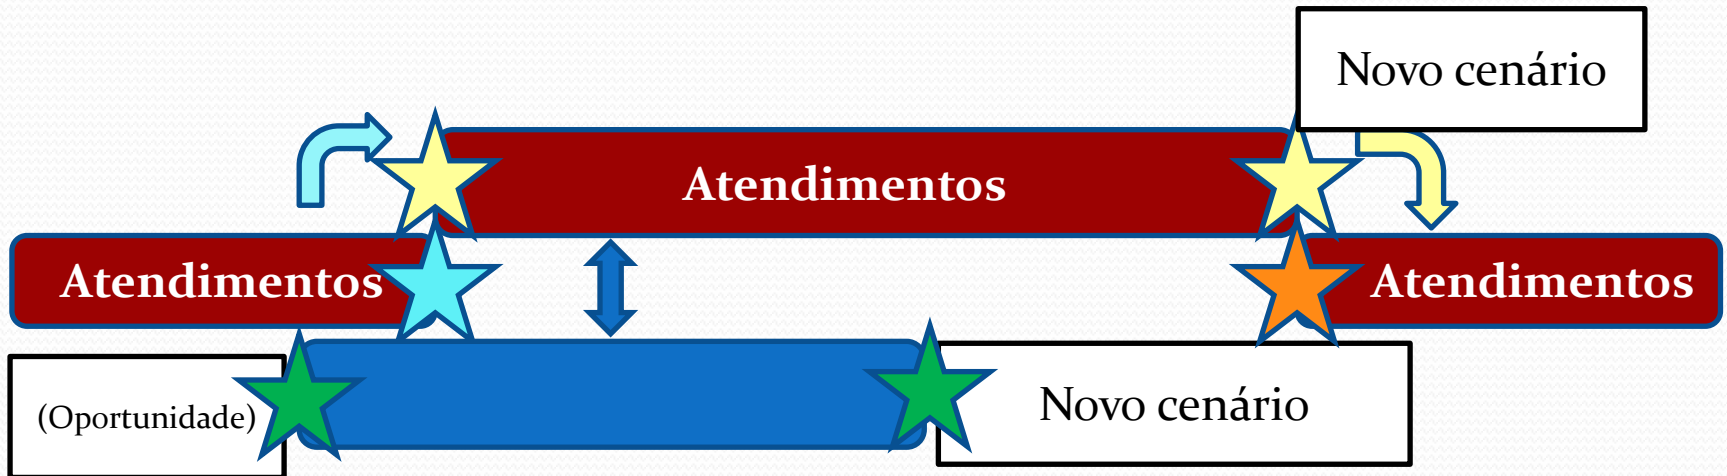 Novo cenário
Atendimentos
Atendimentos
Atendimentos
(Oportunidade)
Novo cenário